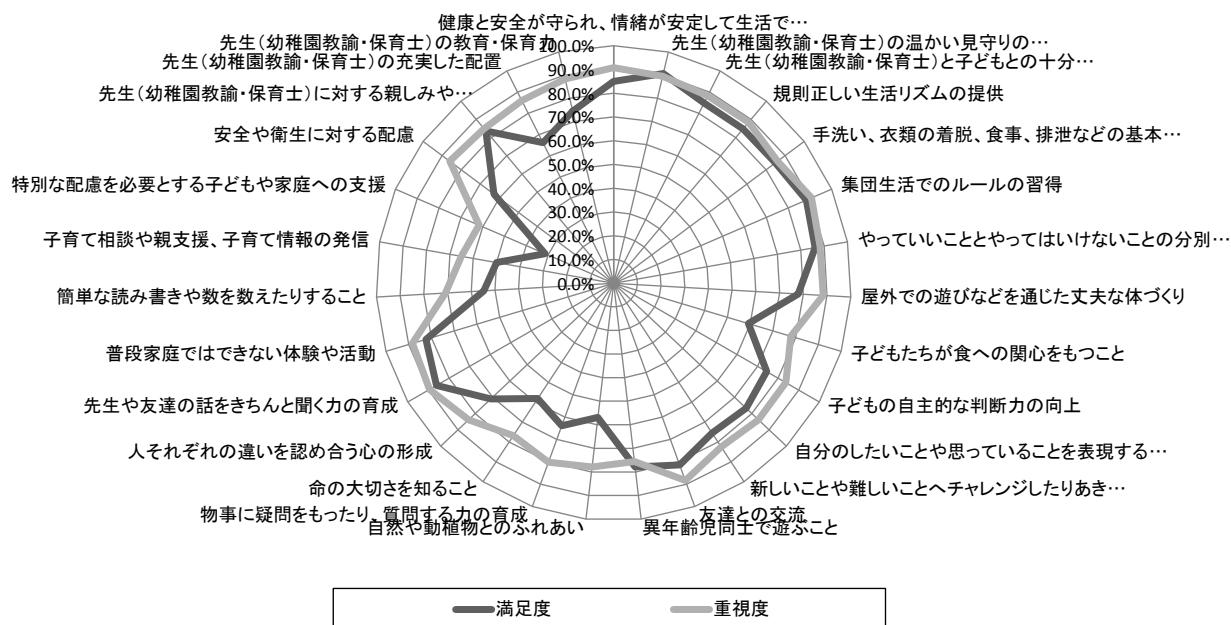 健康と安全が守られ、情緒が安定して生活で…
先生（幼稚園教諭・保育士）の温かい見守りの…
先生（幼稚園教諭・保育士）と子どもとの十分…
規則正しい生活リズムの提供
手洗い、衣類の着脱、食事、排泄などの基本…
集団生活でのルールの習得
やっていいこととやってはいけないことの分別…
屋外での遊びなどを通じた丈夫な体づくり
子どもたちが食への関心をもつこと
子どもの自主的な判断力の向上
自分のしたいことや思っていることを表現する…
新しいことや難しいことへチャレンジしたりあき…
友達との交流
異年齢児同士で遊ぶこと
自然や動植物とのふれあい
物事に疑問をもったり、質問する力の育成
命の大切さを知ること
人それぞれの違いを認め合う心の形成
先生や友達の話をきちんと聞く力の育成
普段家庭ではできない体験や活動
簡単な読み書きや数を数えたりすること
子育て相談や親支援、子育て情報の発信
特別な配慮を必要とする子どもや家庭への支援
安全や衛生に対する配慮
先生（幼稚園教諭・保育士）に対する親しみや…
先生（幼稚園教諭・保育士）の充実した配置
先生（幼稚園教諭・保育士）の教育・保育力
100.0%
90.0%
80.0%
70.0%
60.0%
50.0%
40.0%
30.0%
20.0%
10.0%
0.0%
満足度
重視度